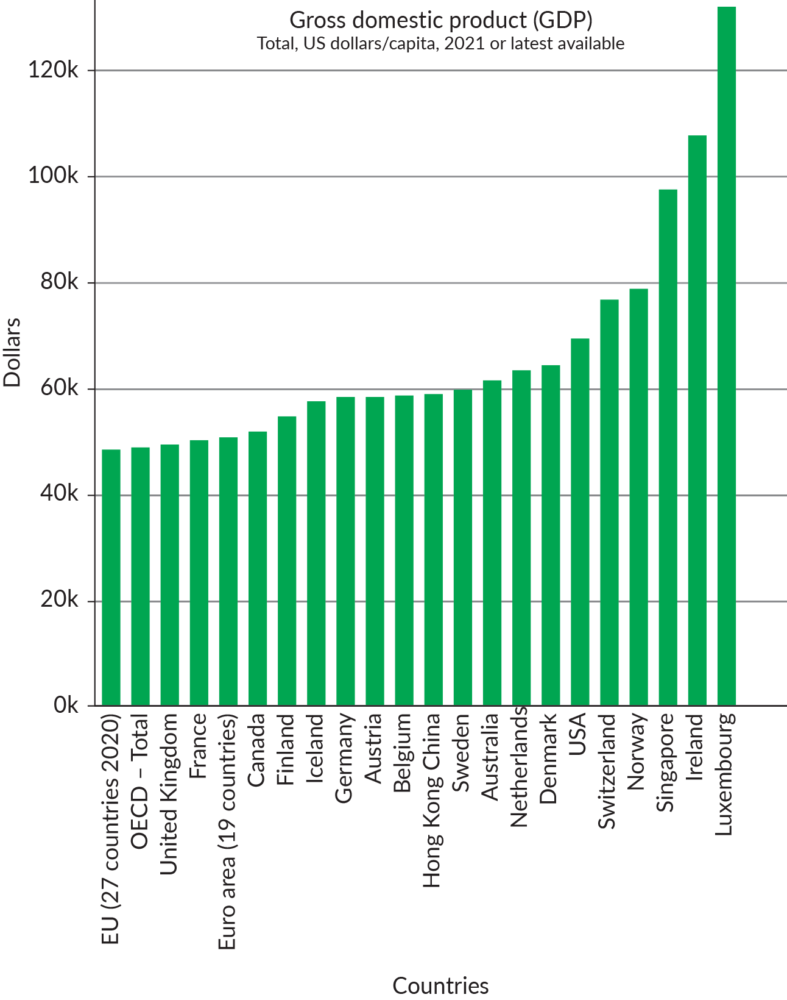 Gross domestic product (GDP)
Total, US dollars/capita, 2021 or latest available
120k
100k
80k
60k
40k
20k
0k
Dollars
EU (27 countries 2020)
OECD – Total
United Kingdom
France
Euro area (19 countries)
Canada
Finland
Iceland
Germany
Austria
Belgium
Hong Kong China
Sweden
Australia
Netherlands
Denmark
USA
Switzerland
Norway
Singapore
Ireland
Luxembourg
Countries